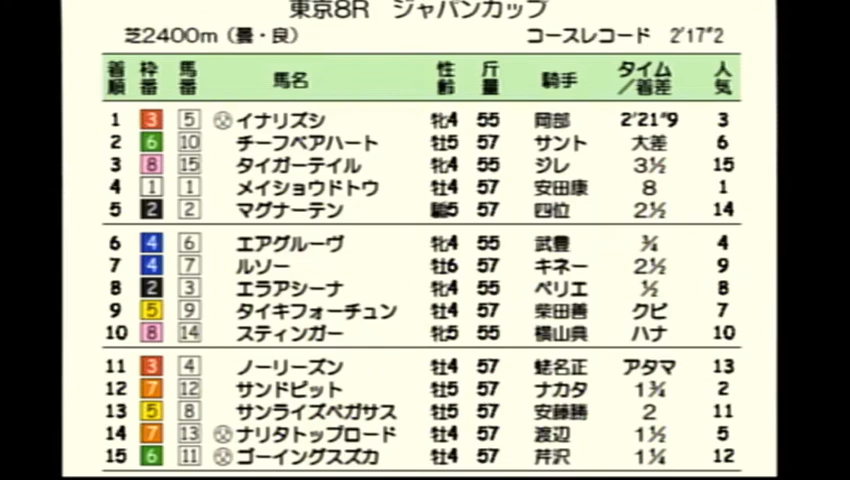 東京8R ジャパンカップ
芝2400m(曇・良) コースレコード 2'17"2
着順 枠番 馬番 馬名 性齢 斤量 騎手 タイム/着差 人気
1 3 5 イナリズシ 牝4 55 岡部 2'21"9 3
2 6 10 チーフベアハート 牡5 57 サント 大差 6
3 8 15 タイガーテイル 牝4 55 ジレ 3½ 15
4 1 1 メイショウドトウ 牡4 57 安田康 8 1
5 2 2 マグナーテン 騸5 57 四位 2½ 14
6 4 6 エアグルーヴ 牝4 55 武豊 ¾ 4
7 4 7 ルソー 牡6 57 キネー 2½ 9
8 2 3 エラアシーナ 牝4 55 ペリエ ½ 8
9 5 9 タイキフォーチュン 牡4 57 柴田善 クビ 7
10 8 14 スティンガー 牝5 55 横山典 ハナ 10
11 3 4 ノーリーズン 牡4 57 蛯名正 アタマ 13
12 7 12 サンドピット 牡5 57 ナカタ 1¾ 2
13 5 8 サンライズペガサス 牡5 57 安藤勝 2 11
14 7 13 ナリタトップロード 牡4 57 渡辺 1½ 5
15 6 11 ゴーイングスズカ 牡4 57 芹沢 1¼ 12